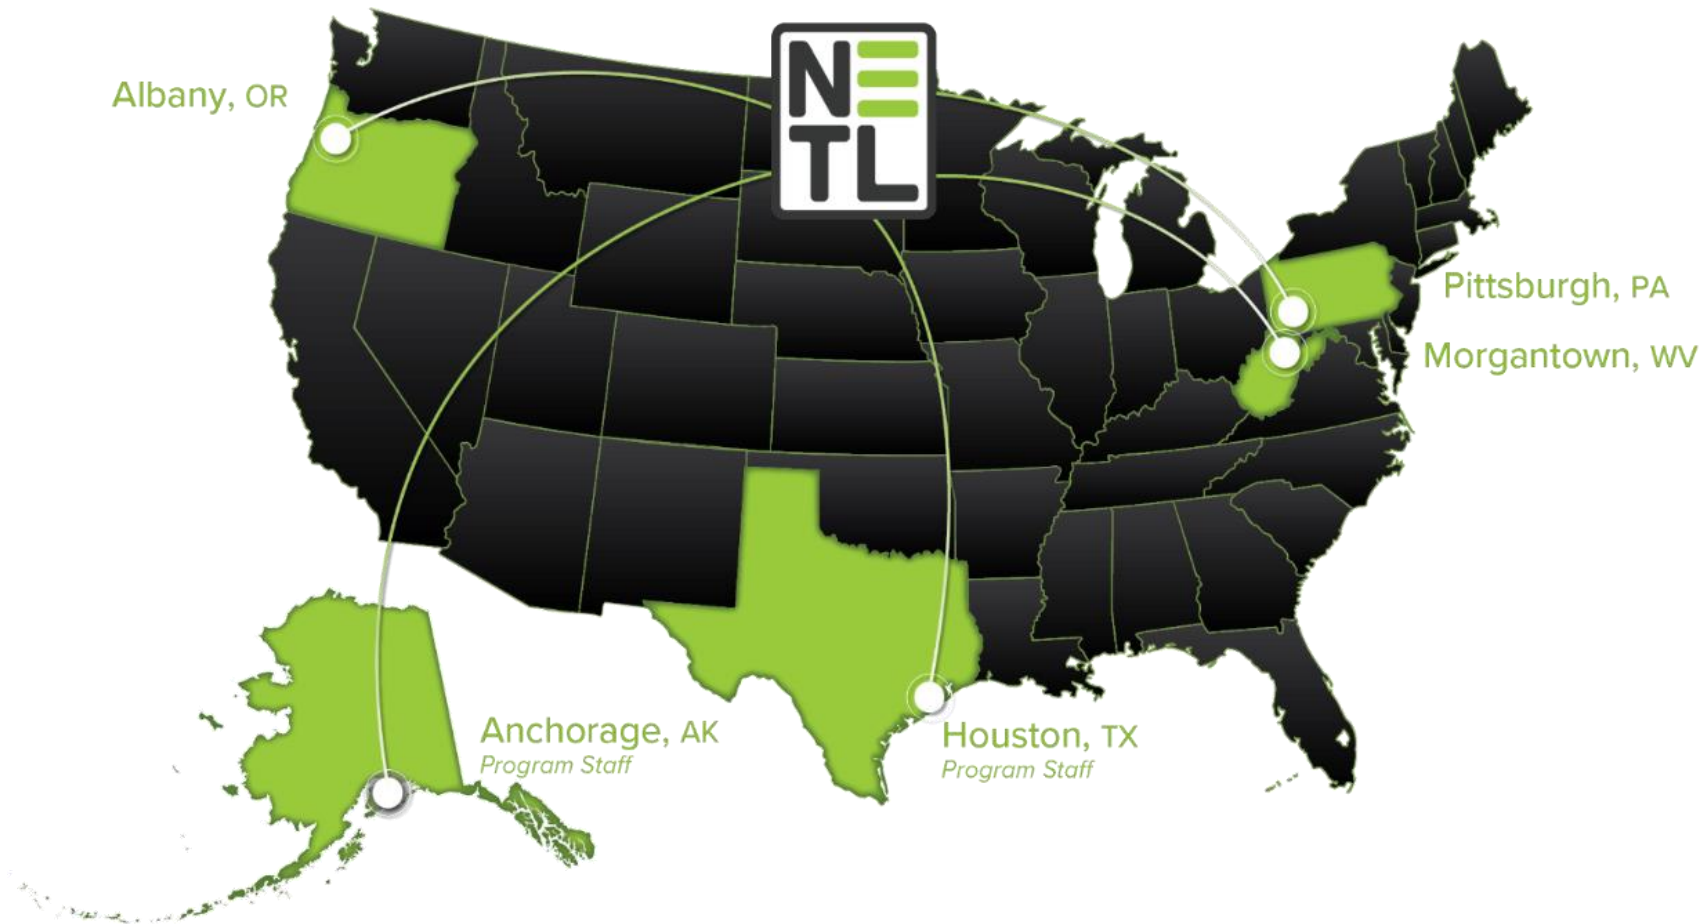 NETL
Albany, OR
Pittsburgh, PA
Morgantown, WV
Anchorage, AK
Program Staff
Houston, TX
Program Staff